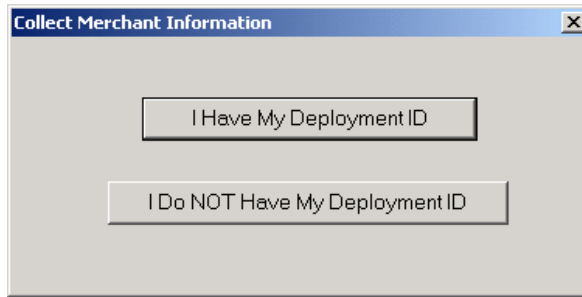 Collect Merchant Information
I Have My Deployment ID
I Do NOT Have My Deployment ID